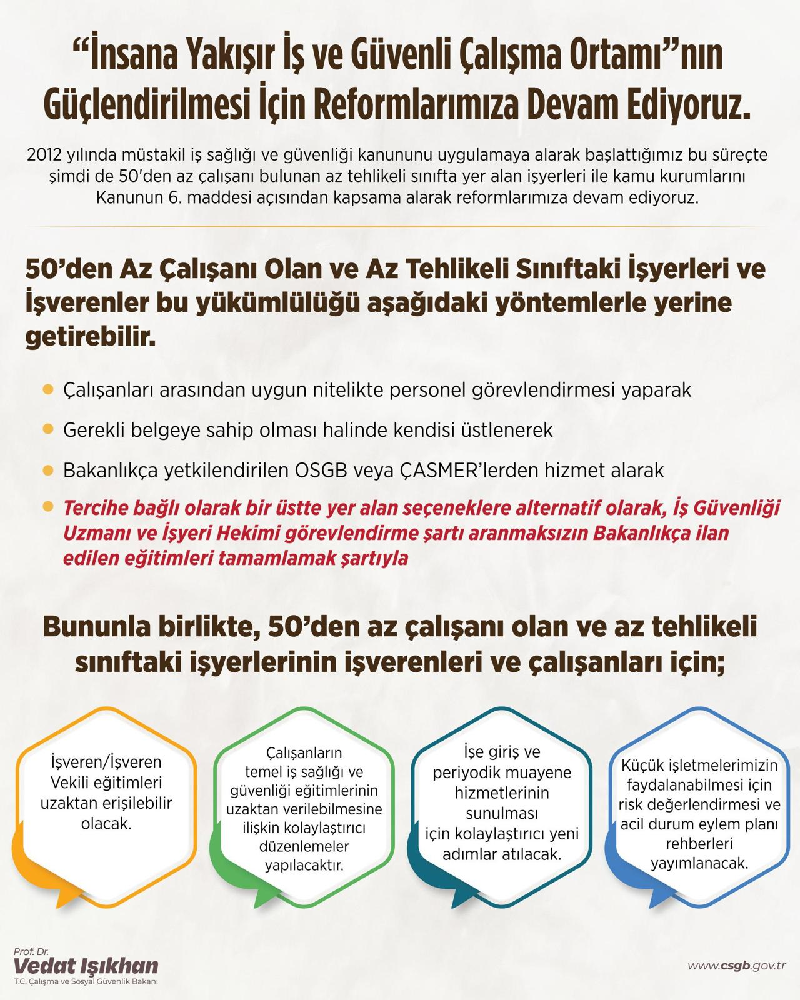 “İnsana Yakışır İş ve Güvenli Çalışma Ortamı”nın
Güçlendirilmesi İçin Reformlarımıza Devam Ediyoruz.
2012 yılında müstakil iş sağlığı ve güvenliği kanununu uygulamaya alarak başlattığımız bu süreçte
şimdi de 50'den az çalışanı bulunan az tehlikeli sınıfta yer alan işyerleri ile kamu kurumlarını
Kanunun 6. maddesi açısından kapsama alarak reformlarımıza devam ediyoruz.
50’den Az Çalışanı Olan ve Az Tehlikeli Sınıftaki İşyerleri ve
İşverenler bu yükümlülüğü aşağıdaki yöntemlerle yerine
getirebilir.
Çalışanları arasından uygun nitelikte personel görevlendirmesi yaparak
Gerekli belgeye sahip olması halinde kendisi üstlenerek
Bakanlıkça yetkilendirilen OSGB veya ÇASMER’lerden hizmet alarak
Tercihe bağlı olarak bir üstte yer alan seçeneklere alternatif olarak, İş Güvenliği
Uzmanı ve İşyeri Hekimi görevlendirme şartı aranmaksızın Bakanlıkça ilan
edilen eğitimleri tamamlamak şartıyla
Bununla birlikte, 50’den az çalışanı olan ve az tehlikeli
sınıftaki işyerlerinin işverenleri ve çalışanları için;
İşveren/İşveren
Vekili eğitimleri
uzaktan erişilebilir
olacak.
Çalışanların
temel iş sağlığı ve
güvenliği eğitimlerinin
uzaktan verilebilmesine
ilişkin kolaylaştırıcı
düzenlemeler
yapılacaktır.
İşe giriş ve
periyodik muayene
hizmetlerinin
sunulması
için kolaylaştırıcı yeni
adımlar atılacak.
Küçük işletmelerimizin
faydalanabilmesi için
risk değerlendirmesi ve
acil durum eylem planı
rehberleri
yayımlanacak.
Prof. Dr.
Vedat Işıkhan
T.C. Çalışma ve Sosyal Güvenlik Bakanı
www.csgb.gov.tr